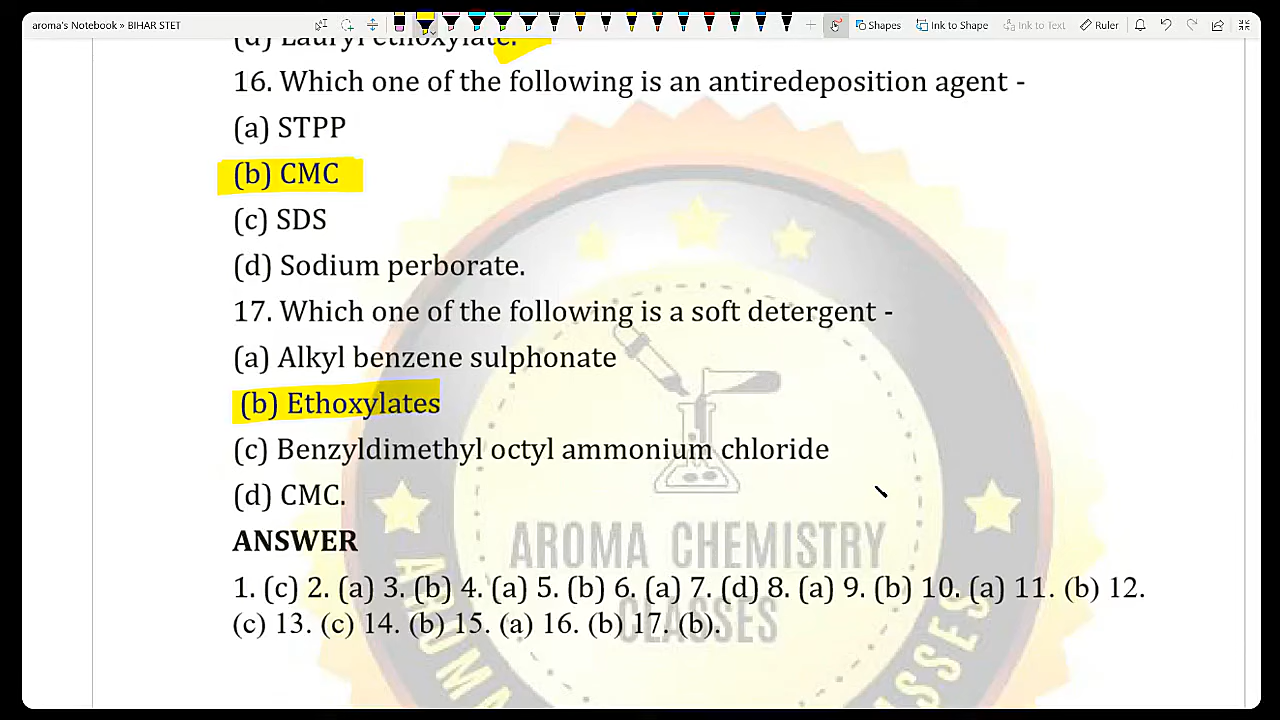 aroma's Notebook » BIHAR STET
Shapes
Ink to Shape
Ink to Text
Ruler
(d) Lauryl ethoxylate.
16. Which one of the following is an antiredeposition agent -
(a) STPP
(b) CMC
(c) SDS
(d) Sodium perborate.
17. Which one of the following is a soft detergent -
(a) Alkyl benzene sulphonate
(b) Ethoxylates
(c) Benzyldimethyl octyl ammonium chloride
(d) CMC.
ANSWER
1. (c) 2. (a) 3. (b) 4. (a) 5. (b) 6. (a) 7. (d) 8. (a) 9. (b) 10. (a) 11. (b) 12.
(c) 13. (c) 14. (b) 15. (a) 16. (b) 17. (b).
AROMA CHEMISTRY
CLASSES